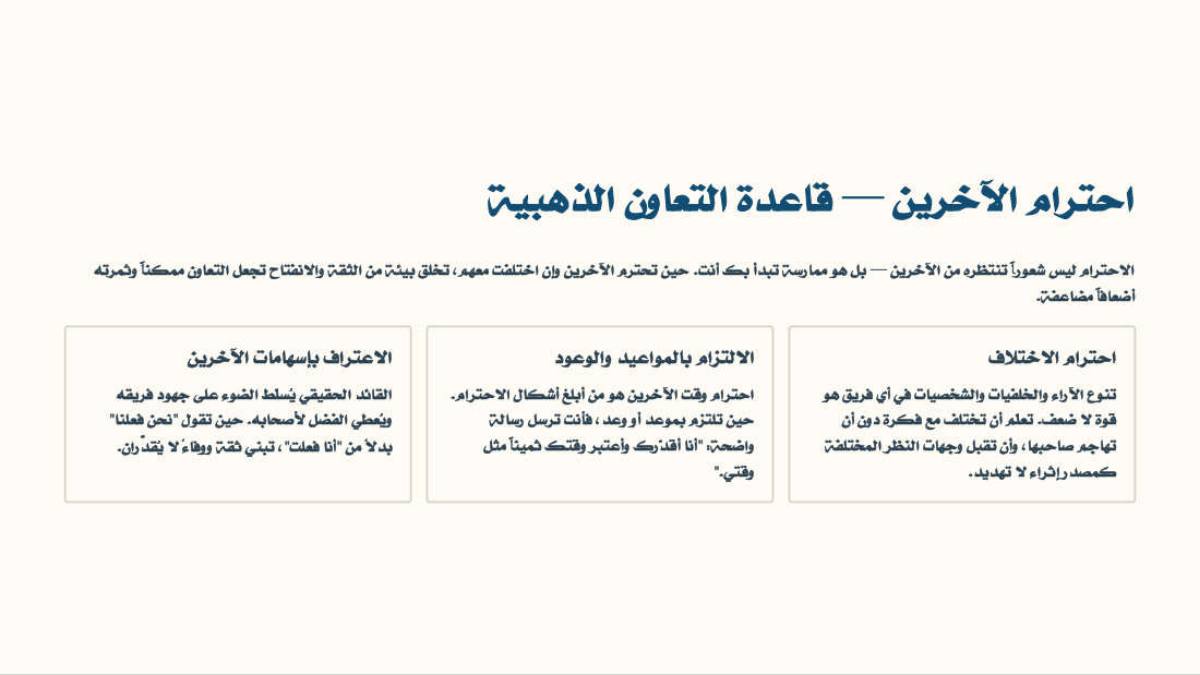 احترام الآخرين — قاعدة التعاون الذهبية
الاحترام ليس شعوراً تنتظره من الآخرين — بل هو ممارسة تبدأ بك أنت. حين تحترم الآخرين وإن اختلفت معهم، تخلق بيئة من الثقة والانفتاح تجعل التعاون ممكناً وثمرته
أضعافاً مضاعفة.
احترام الاختلاف
تنوع الآراء والخلفيات والشخصيات في أي فريق هو
قوة لا ضعف. تعلم أن تختلف مع فكرة دون أن
تهاجم صاحبها، وأن تقبل وجهات النظر المختلفة
كمصدر إثراء لا تهديد.
الالتزام بالمواعيد والوعود
احترام وقت الآخرين هو من أبلغ أشكال الاحترام.
حين تلتزم بموعد أو وعد، فأنت ترسل رسالة
واضحة: "أنا أقدّرك وأعتبر وقتك ثميناً مثل
وقتي."
الاعتراف بإسهامات الآخرين
القائد الحقيقي يُسلط الضوء على جهود فريقه
ويُعطي الفضل لأصحابه. حين تقول "نحن فعلنا"
بدلاً من "أنا فعلت"، تبني ثقة ووفاءً لا يُقدّران.